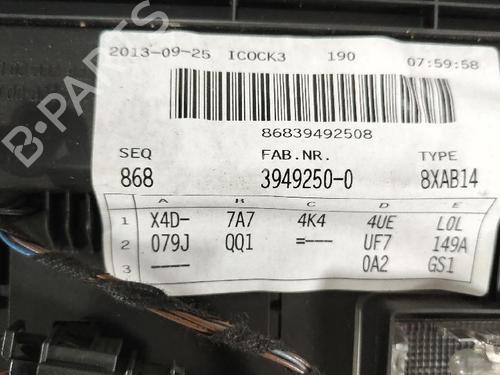 2013-09-25 ICOCK3 190 07:59:58
86839492508
SEQ FAB.NR. TYPE
868 3949250-0 8XAB14
A B C D E
1 X4D- 7A7 4K4 4UE L0L
2 079J QQ1 =--- UF7 149A
3 ---- 0A2 GS1
B-PARTS